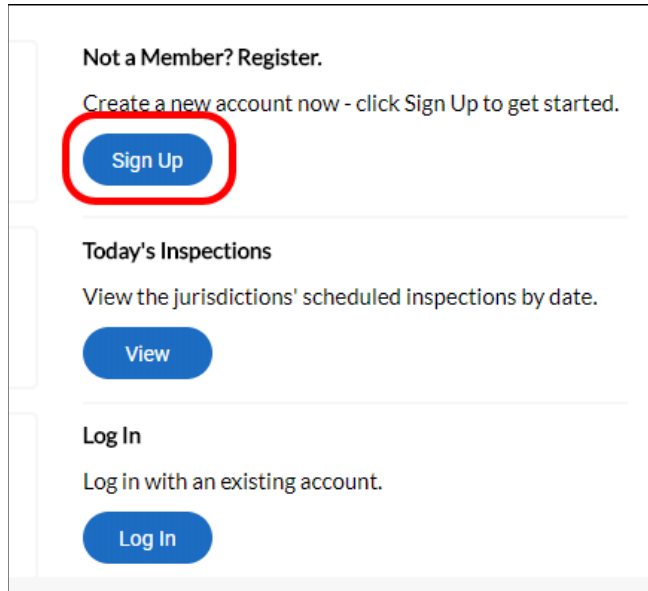 Not a Member? Register.
Create a new account now - click Sign Up to get started.
Sign Up
Today's Inspections
View the jurisdictions' scheduled inspections by date.
View
Log In
Log in with an existing account.
Log In